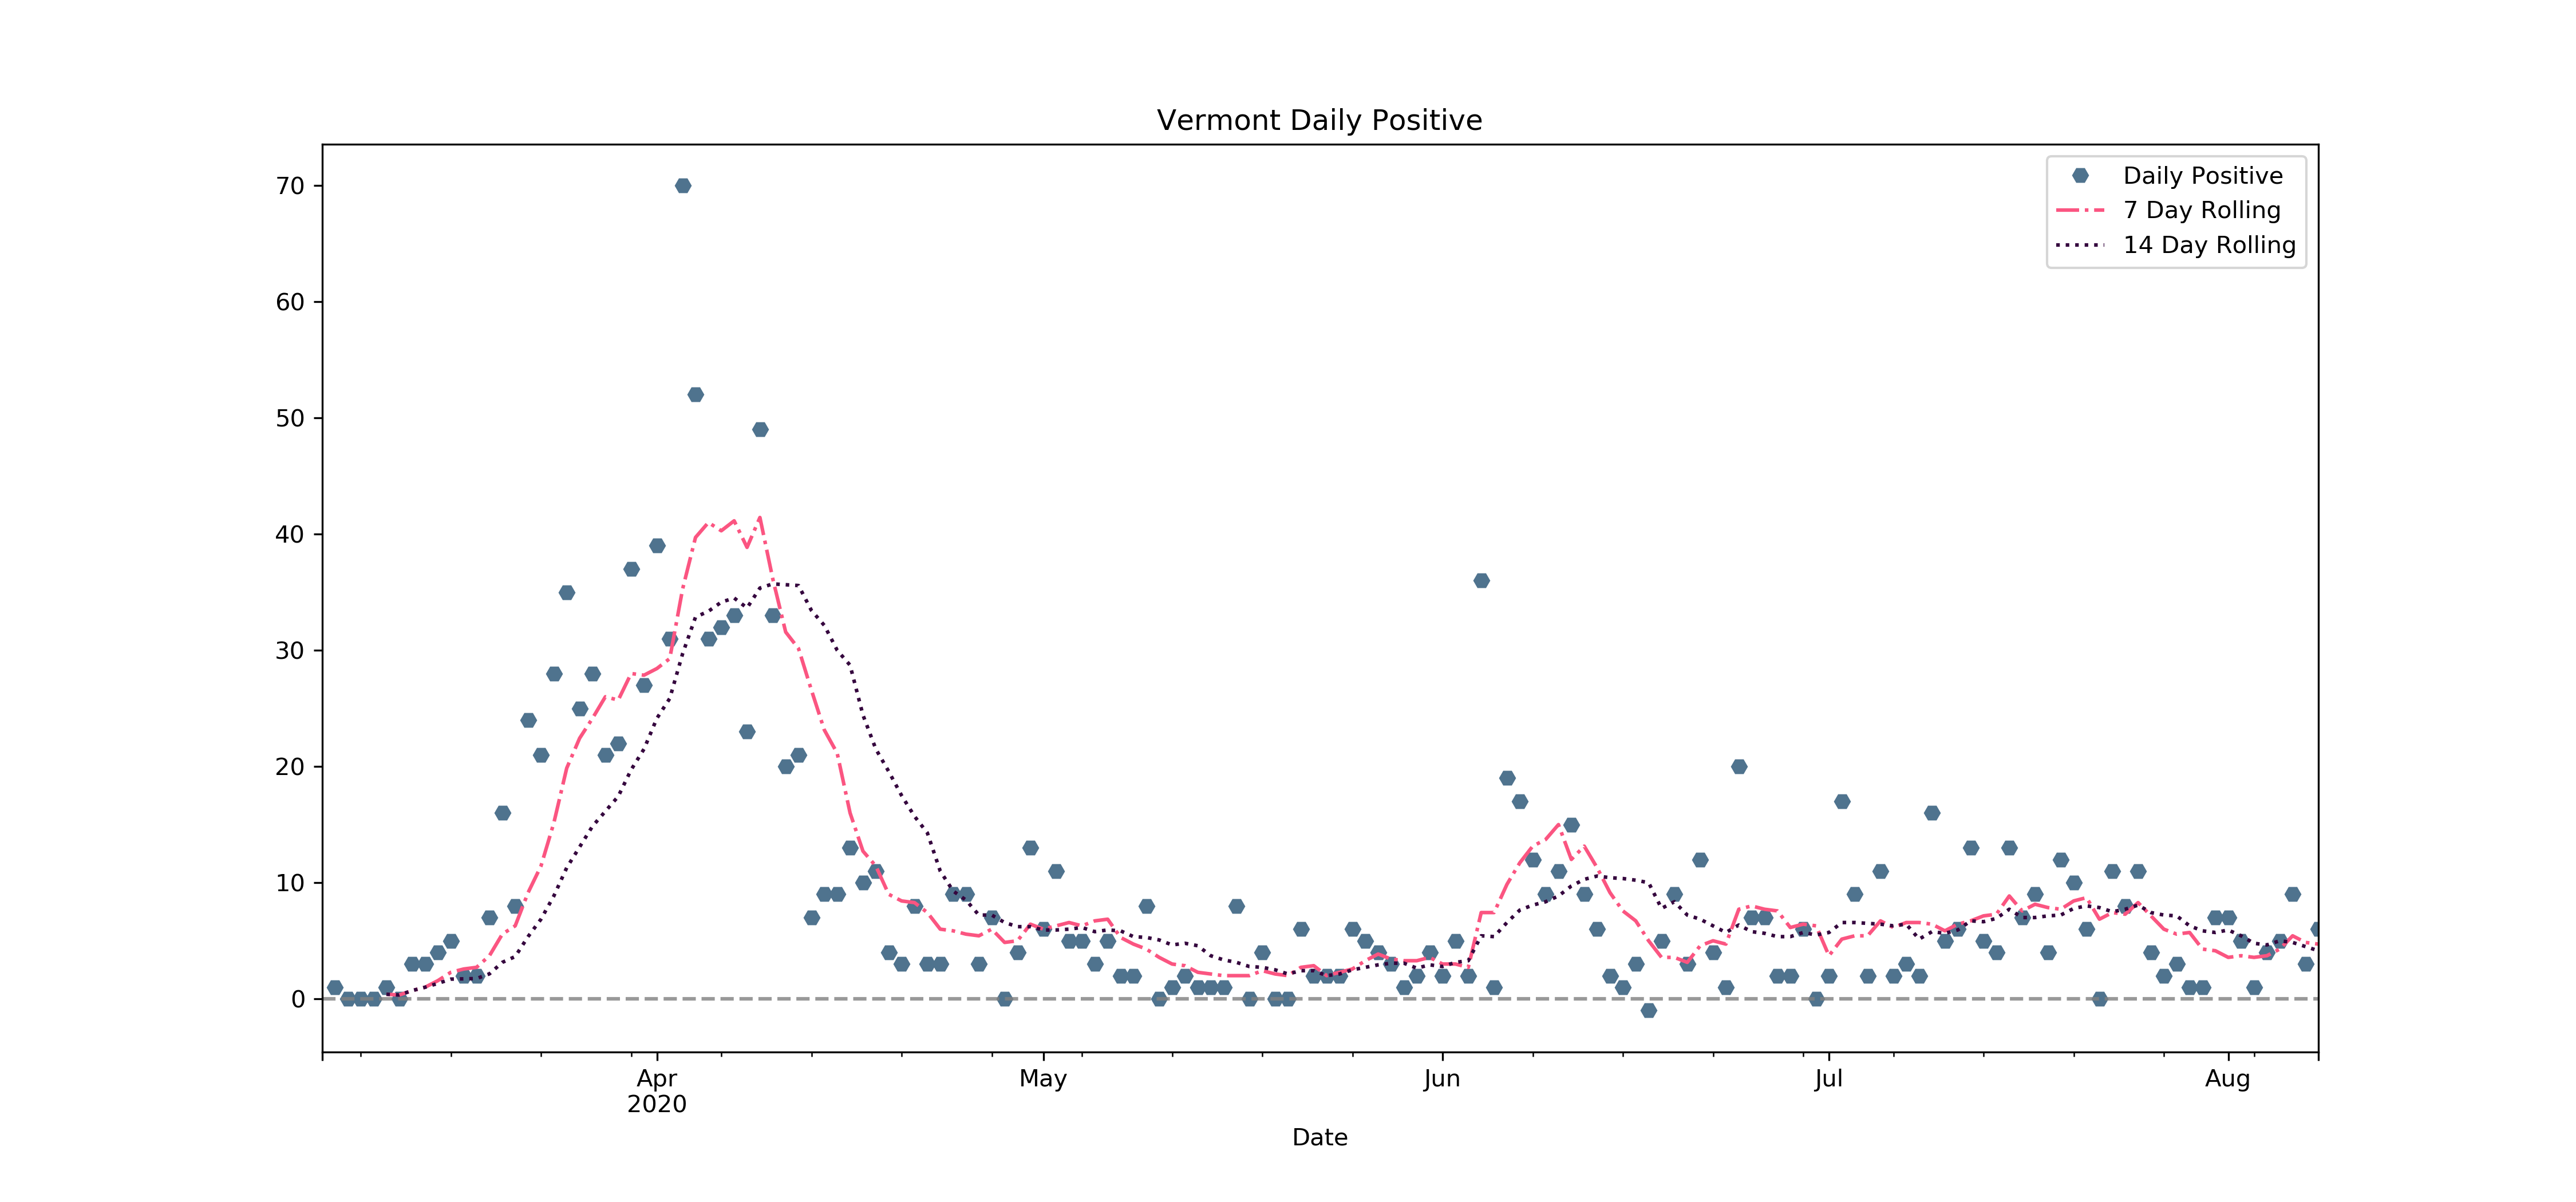 Vermont Daily Positive
Daily Positive
7 Day Rolling
14 Day Rolling
70
60
50
40
30
20
10
0
Apr
2020
May
Jun
Jul
Aug
Date